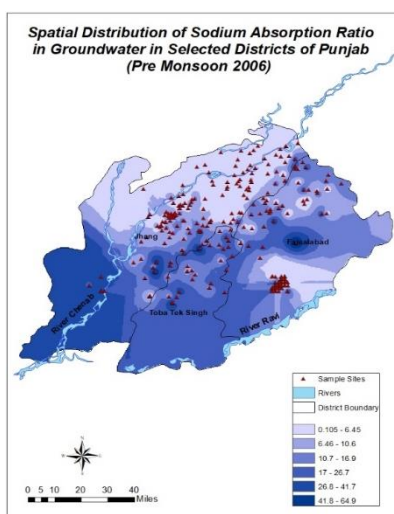 Spatial Distribution of Sodium Absorption Ratio
in Groundwater in Selected Districts of Punjab
(Pre Monsoon 2006)
Jhang
Faisalabad
River Chenab
Toba Tek Singh
River Ravi
Sample Sites
Rivers
District Boundary
0.105 - 6.45
6.46 - 10.6
10.7 - 16.9
17 - 26.7
26.8 - 41.7
41.8 - 64.9
N
W E
S
0 5 10 20 30 40
Miles